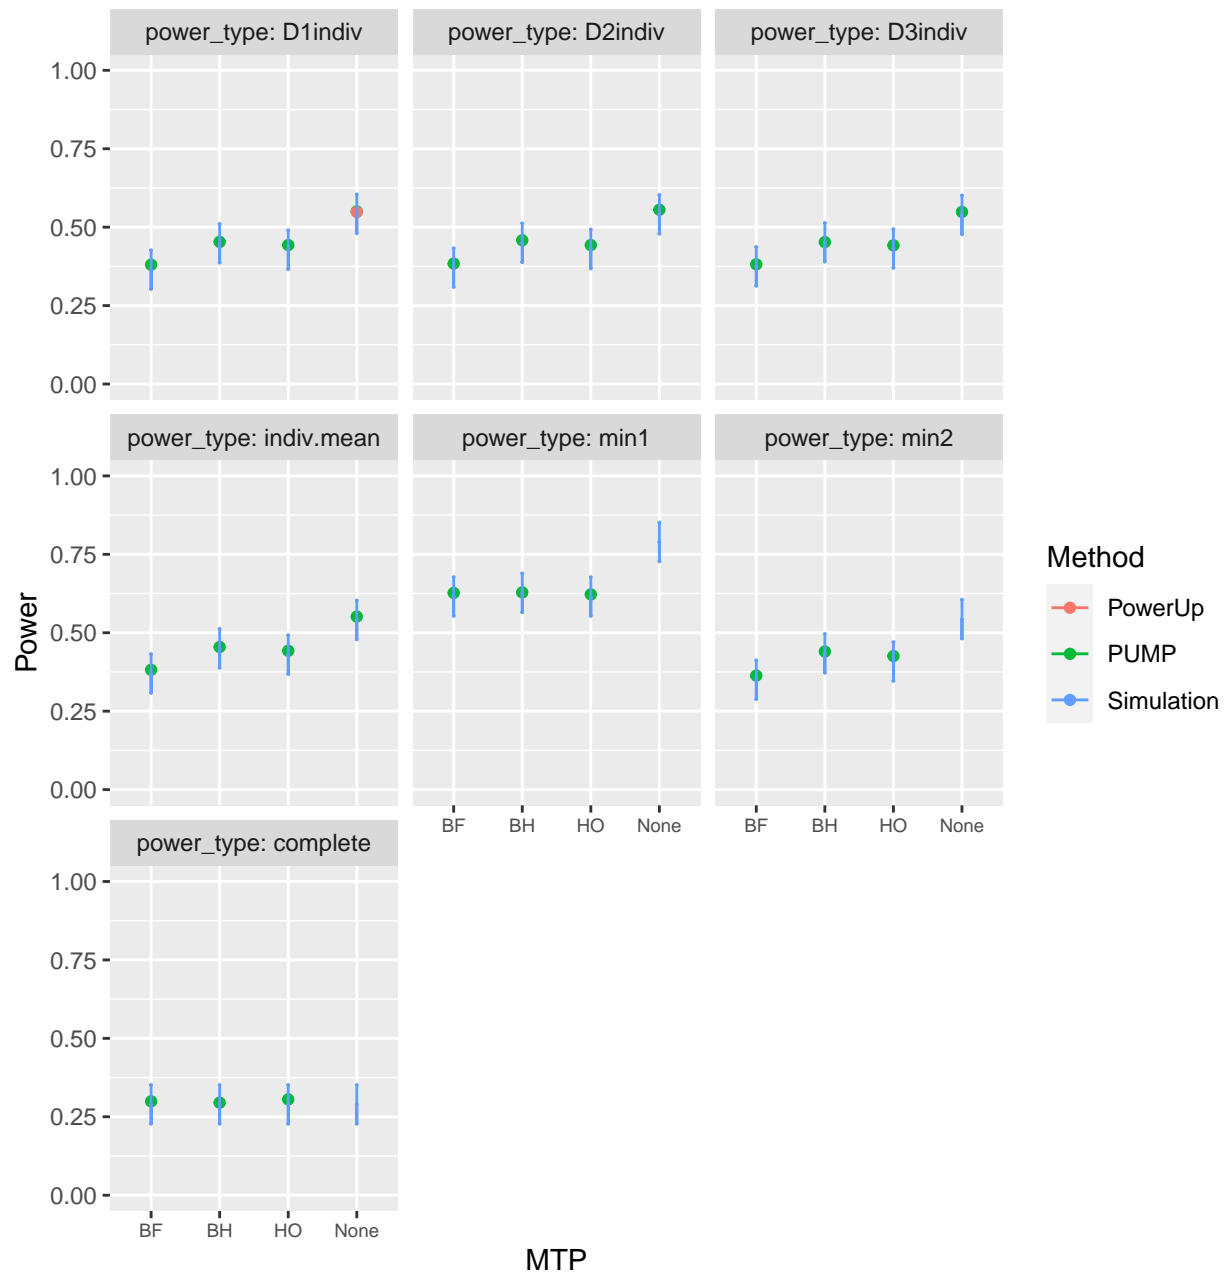 power_type: D1indiv
power_type: D2indiv
power_type: D3indiv
1.00
0.75
0.50
0.25
0.00
power_type: indiv.mean
power_type: min1
power_type: min2
1.00
0.75
0.50
0.25
0.00
BF BH HO None
BF BH HO None
power_type: complete
1.00
0.75
0.50
0.25
0.00
BF BH HO None
Power
MTP
Method
PowerUp
PUMP
Simulation